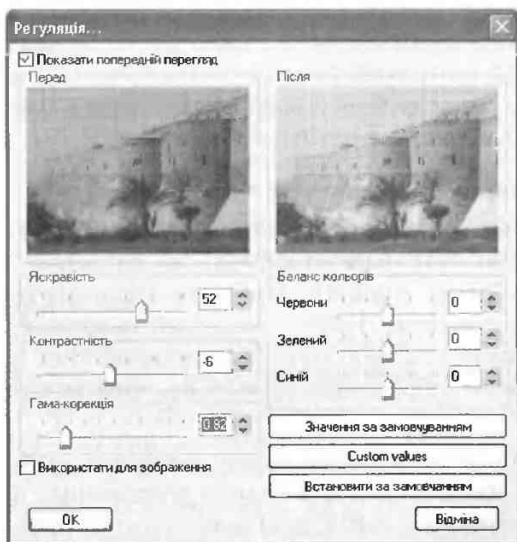 Регуляція...
Показати попередній перегляд
Перед
Після
Яскравість
52
Контрастність
-6
Гама-корекція
0.82
Використати для зображення
OK
Баланс кольорів
Червони
0
Зелений
0
Синій
0
Значення за замовчуванням
Custom values
Встановити за замовчанням
Відміна